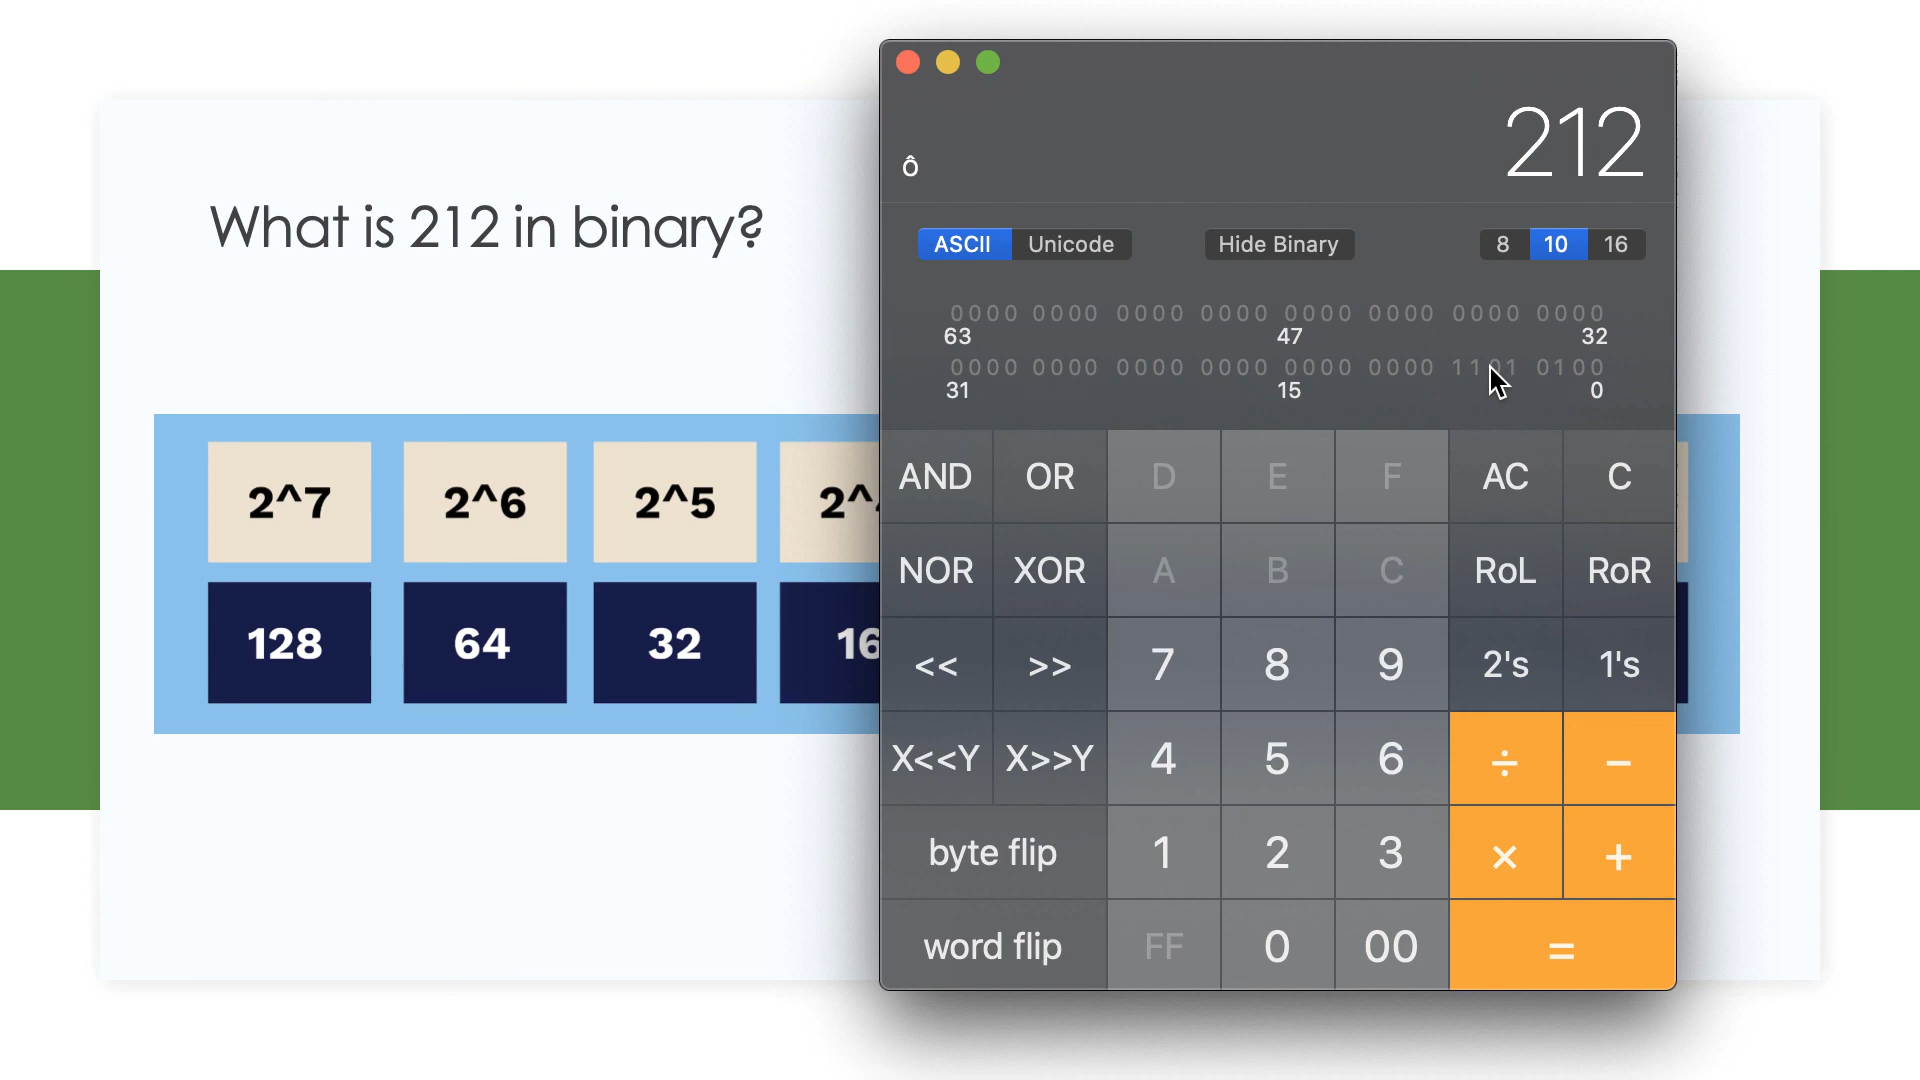 What is 212 in binary?
2^7 2^6 2^5
128 64 32 16
212
ô
ASCII Unicode Hide Binary 8 10 16
0000 0000 0000 0000 0000 0000 0000 0000
63 47 32
0000 0000 0000 0000 0000 0000 1101 0100
31 15 0
AND OR D E F AC C
NOR XOR A B C RoL RoR
<< >> 7 8 9 2's 1's
X<<Y X>>Y 4 5 6 ÷ −
byte flip 1 2 3 × +
word flip FF 0 00 =